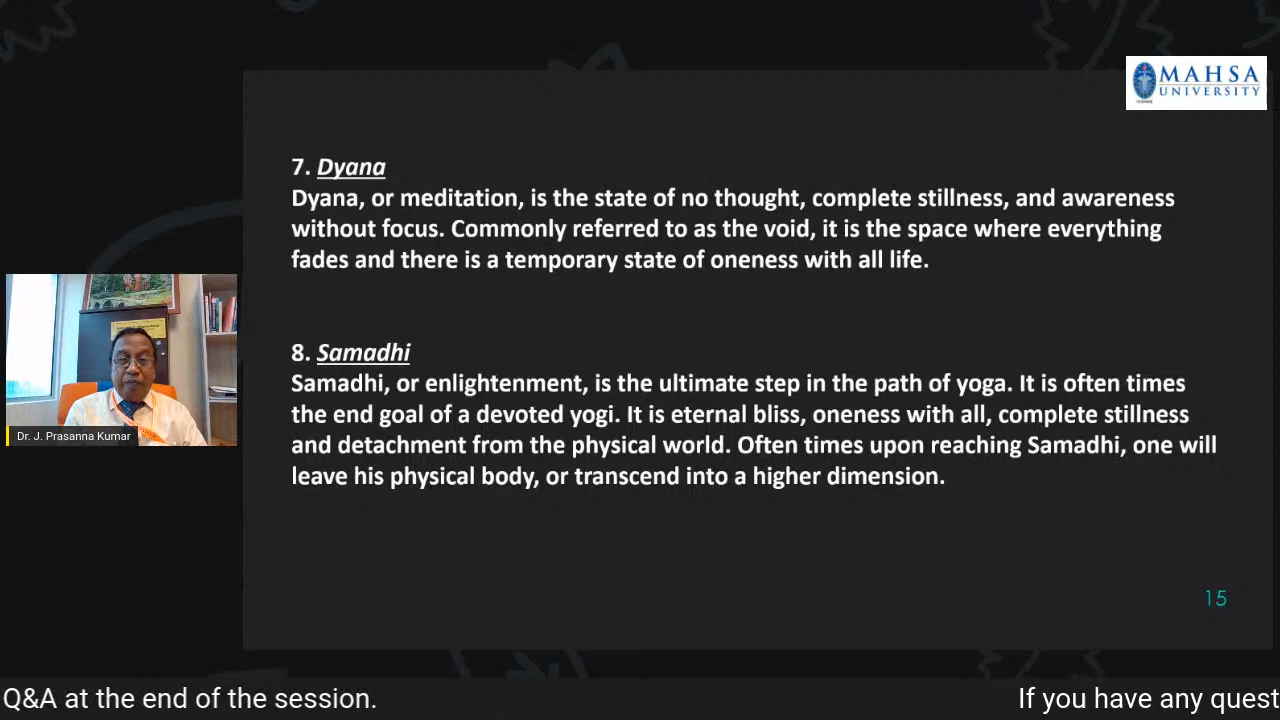 MAHSA
UNIVERSITY
7. Dyana
Dyana, or meditation, is the state of no thought, complete stillness, and awareness
without focus. Commonly referred to as the void, it is the space where everything
fades and there is a temporary state of oneness with all life.
8. Samadhi
Samadhi, or enlightenment, is the ultimate step in the path of yoga. It is often times
the end goal of a devoted yogi. It is eternal bliss, oneness with all, complete stillness
and detachment from the physical world. Often times upon reaching Samadhi, one will
leave his physical body, or transcend into a higher dimension.
Dr. J. Prasanna Kumar
15
Q&A at the end of the session.
If you have any quest